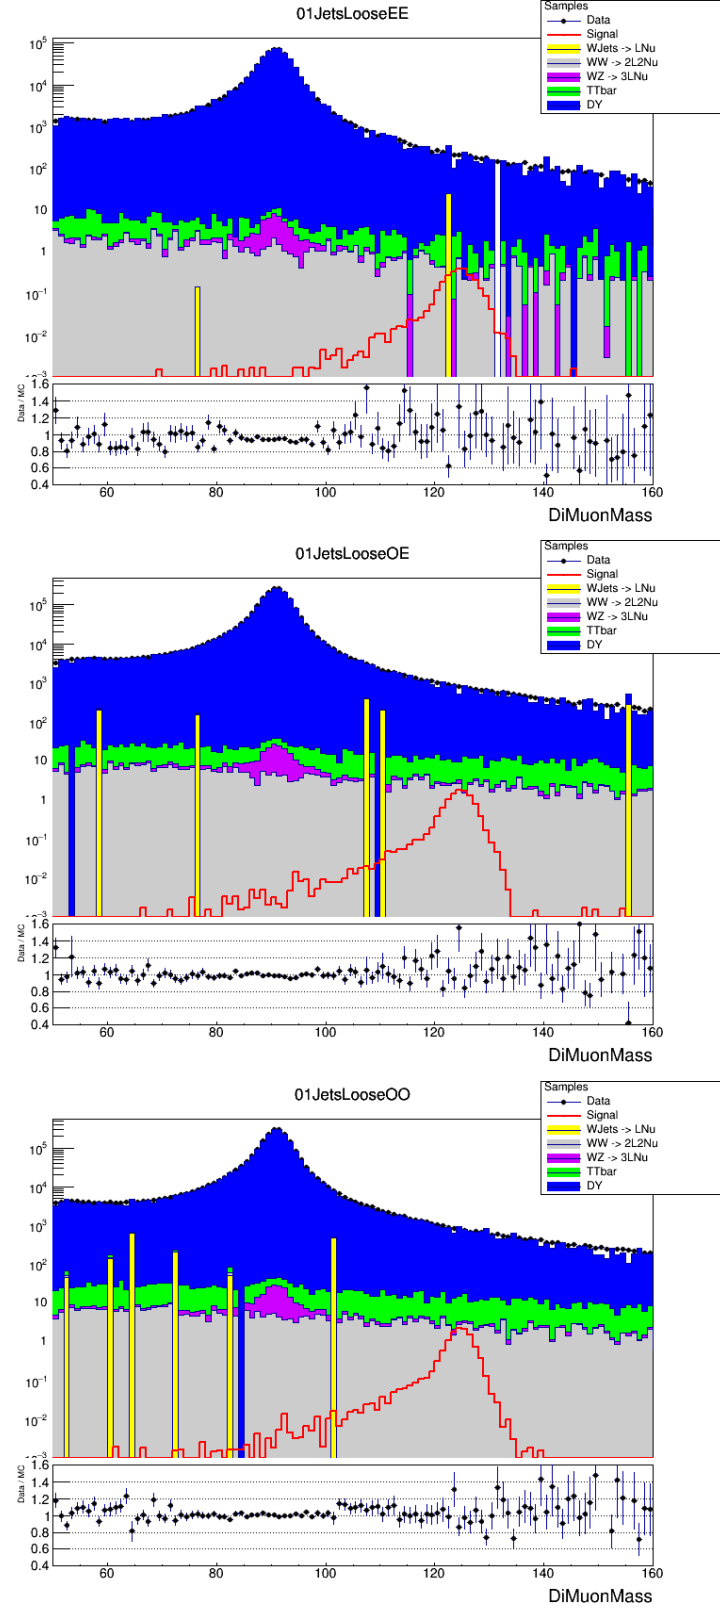 01JetsLooseEE
Samples
Data
Signal
WJets -> LNu
WW -> 2L2Nu
WZ -> 3LNu
TTbar
DY
10^5
10^4
10^3
10^2
10
1
10^-1
10^-2
10^-3
Data / MC
1.6
1.4
1.2
1
0.8
0.6
0.4
60 80 100 120 140 160
DiMuonMass
01JetsLooseOE
Samples
Data
Signal
WJets -> LNu
WW -> 2L2Nu
WZ -> 3LNu
TTbar
DY
10^5
10^4
10^3
10^2
10
1
10^-1
10^-2
10^-3
Data / MC
1.6
1.4
1.2
1
0.8
0.6
0.4
60 80 100 120 140 160
DiMuonMass
01JetsLooseOO
Samples
Data
Signal
WJets -> LNu
WW -> 2L2Nu
WZ -> 3LNu
TTbar
DY
10^5
10^4
10^3
10^2
10
1
10^-1
10^-2
10^-3
Data / MC
1.6
1.4
1.2
1
0.8
0.6
0.4
60 80 100 120 140 160
DiMuonMass